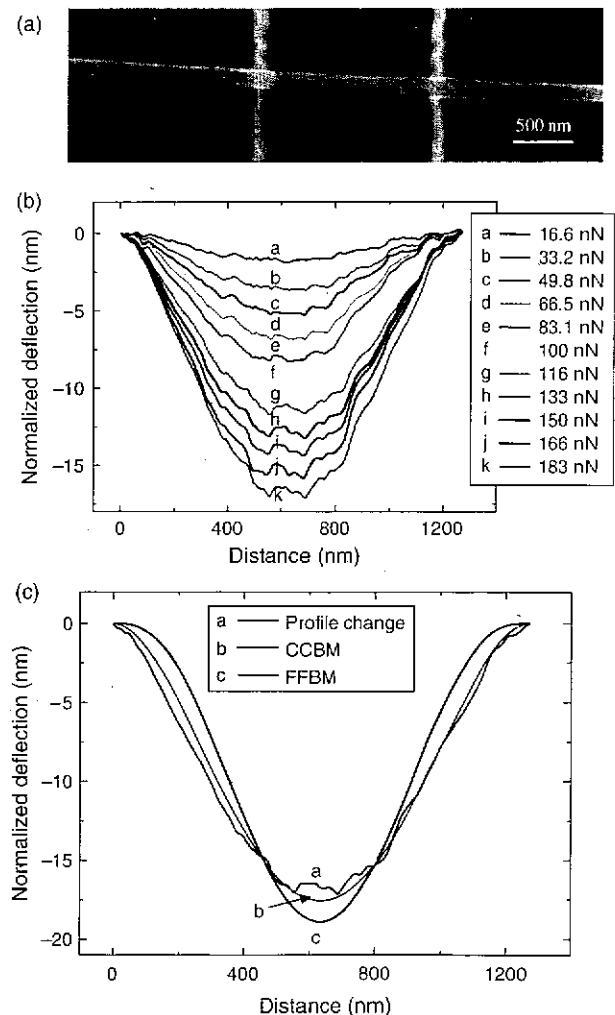 (a)
500 nm
(b)
Normalized deflection (nm)
0
−5
−10
−15
a
b
c
d
e
f
g
h
i
j
k
0
400
800
1200
Distance (nm)
a 16.6 nN
b 33.2 nN
c 49.8 nN
d 66.5 nN
e 83.1 nN
f 100 nN
g 116 nN
h 133 nN
i 150 nN
j 166 nN
k 183 nN
(c)
Normalized deflection (nm)
0
−5
−10
−15
−20
a Profile change
b CCBM
c FFBM
a
b
c
0
400
800
1200
Distance (nm)